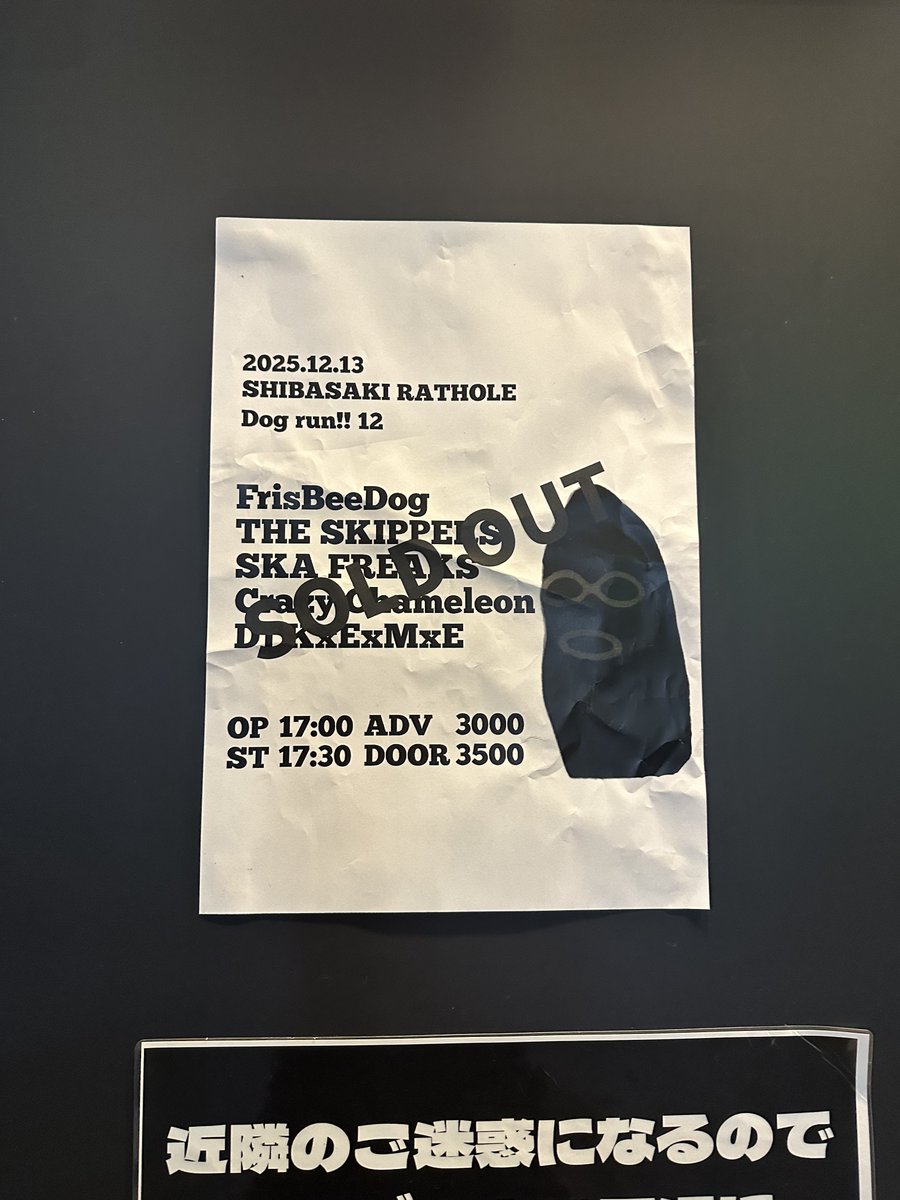 2025.12.13
SHIBASAKI RATHOLE
Dog run!! 12
FrisBeeDog
THE SKIPPERS
SKA FREAKS
Crazy Chameleon
DDKxExMxE
SOLD OUT
OP 17:00 ADV 3000
ST 17:30 DOOR 3500
近隣のご迷惑になるので